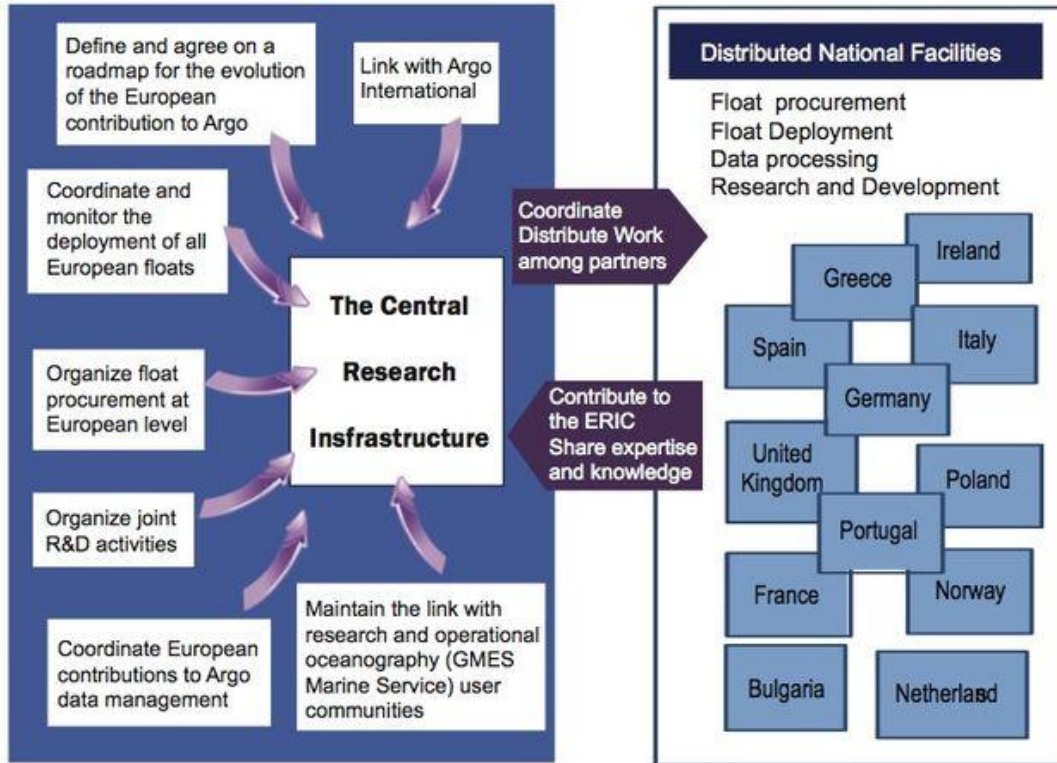 Define and agree on a
roadmap for the evolution
of the European
contribution to Argo
Link with Argo
International
Coordinate and
monitor the
deployment of all
European floats
Organize float
procurement at
European level
Organize joint
R&D activities
Coordinate European
contributions to Argo
data management
Maintain the link with
research and operational
oceanography (GMES
Marine Service) user
communities
The Central
Research
Insfrastructure
Coordinate
Distribute Work
among partners
Contribute to
the ERIC
Share expertise
and knowledge
Distributed National Facilities
Float procurement
Float Deployment
Data processing
Research and Development
Ireland
Greece
Spain
Italy
Germany
United
Kingdom
Poland
Portugal
France
Norway
Bulgaria
Netherlands